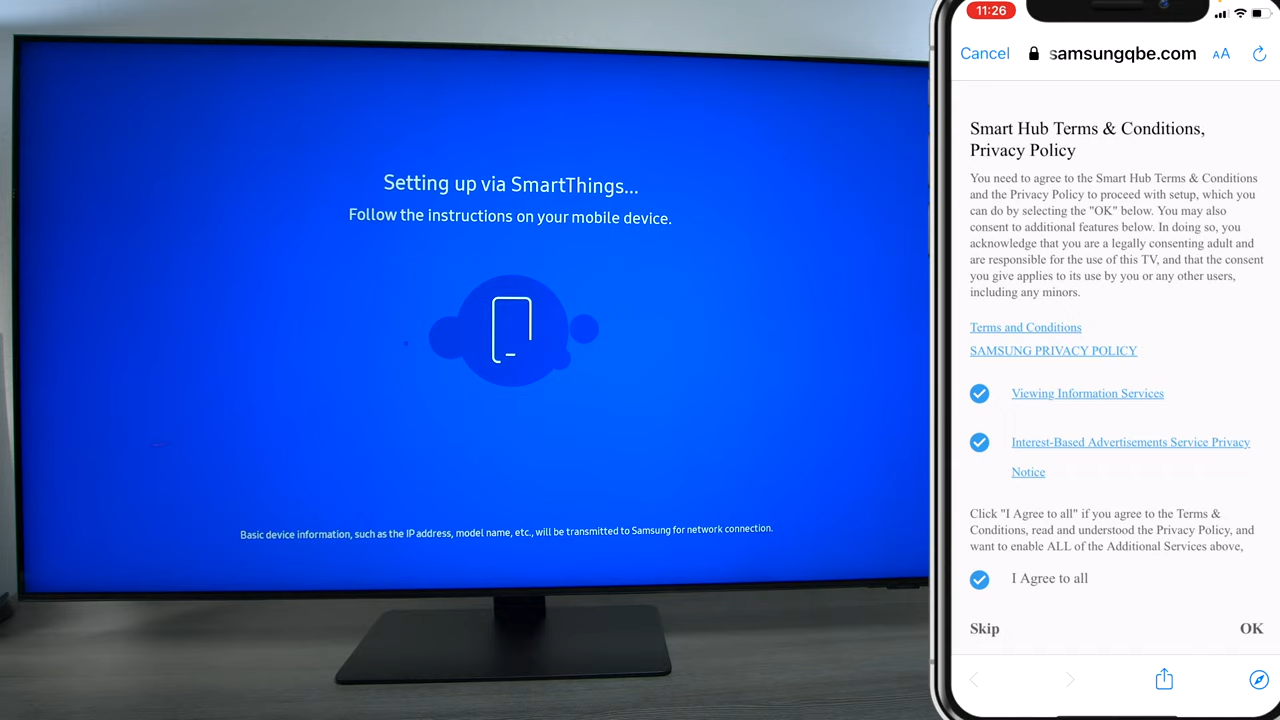 Setting up via SmartThings...
Follow the instructions on your mobile device.
Basic device information, such as the IP address, model name, etc., will be transmitted to Samsung for network connection.
11:26
Cancel
samsungqbe.com
AA
Smart Hub Terms & Conditions,
Privacy Policy
You need to agree to the Smart Hub Terms & Conditions
and the Privacy Policy to proceed with setup, which you
can do by selecting the "OK" below. You may also
consent to additional features below. In doing so, you
acknowledge that you are a legally consenting adult and
are responsible for the use of this TV, and that the consent
you give applies to its use by you or any other users,
including any minors.
Terms and Conditions
SAMSUNG PRIVACY POLICY
Viewing Information Services
Interest-Based Advertisements Service Privacy
Notice
Click "I Agree to all" if you agree to the Terms &
Conditions, read and understood the Privacy Policy, and
want to enable ALL of the Additional Services above,
I Agree to all
Skip
OK